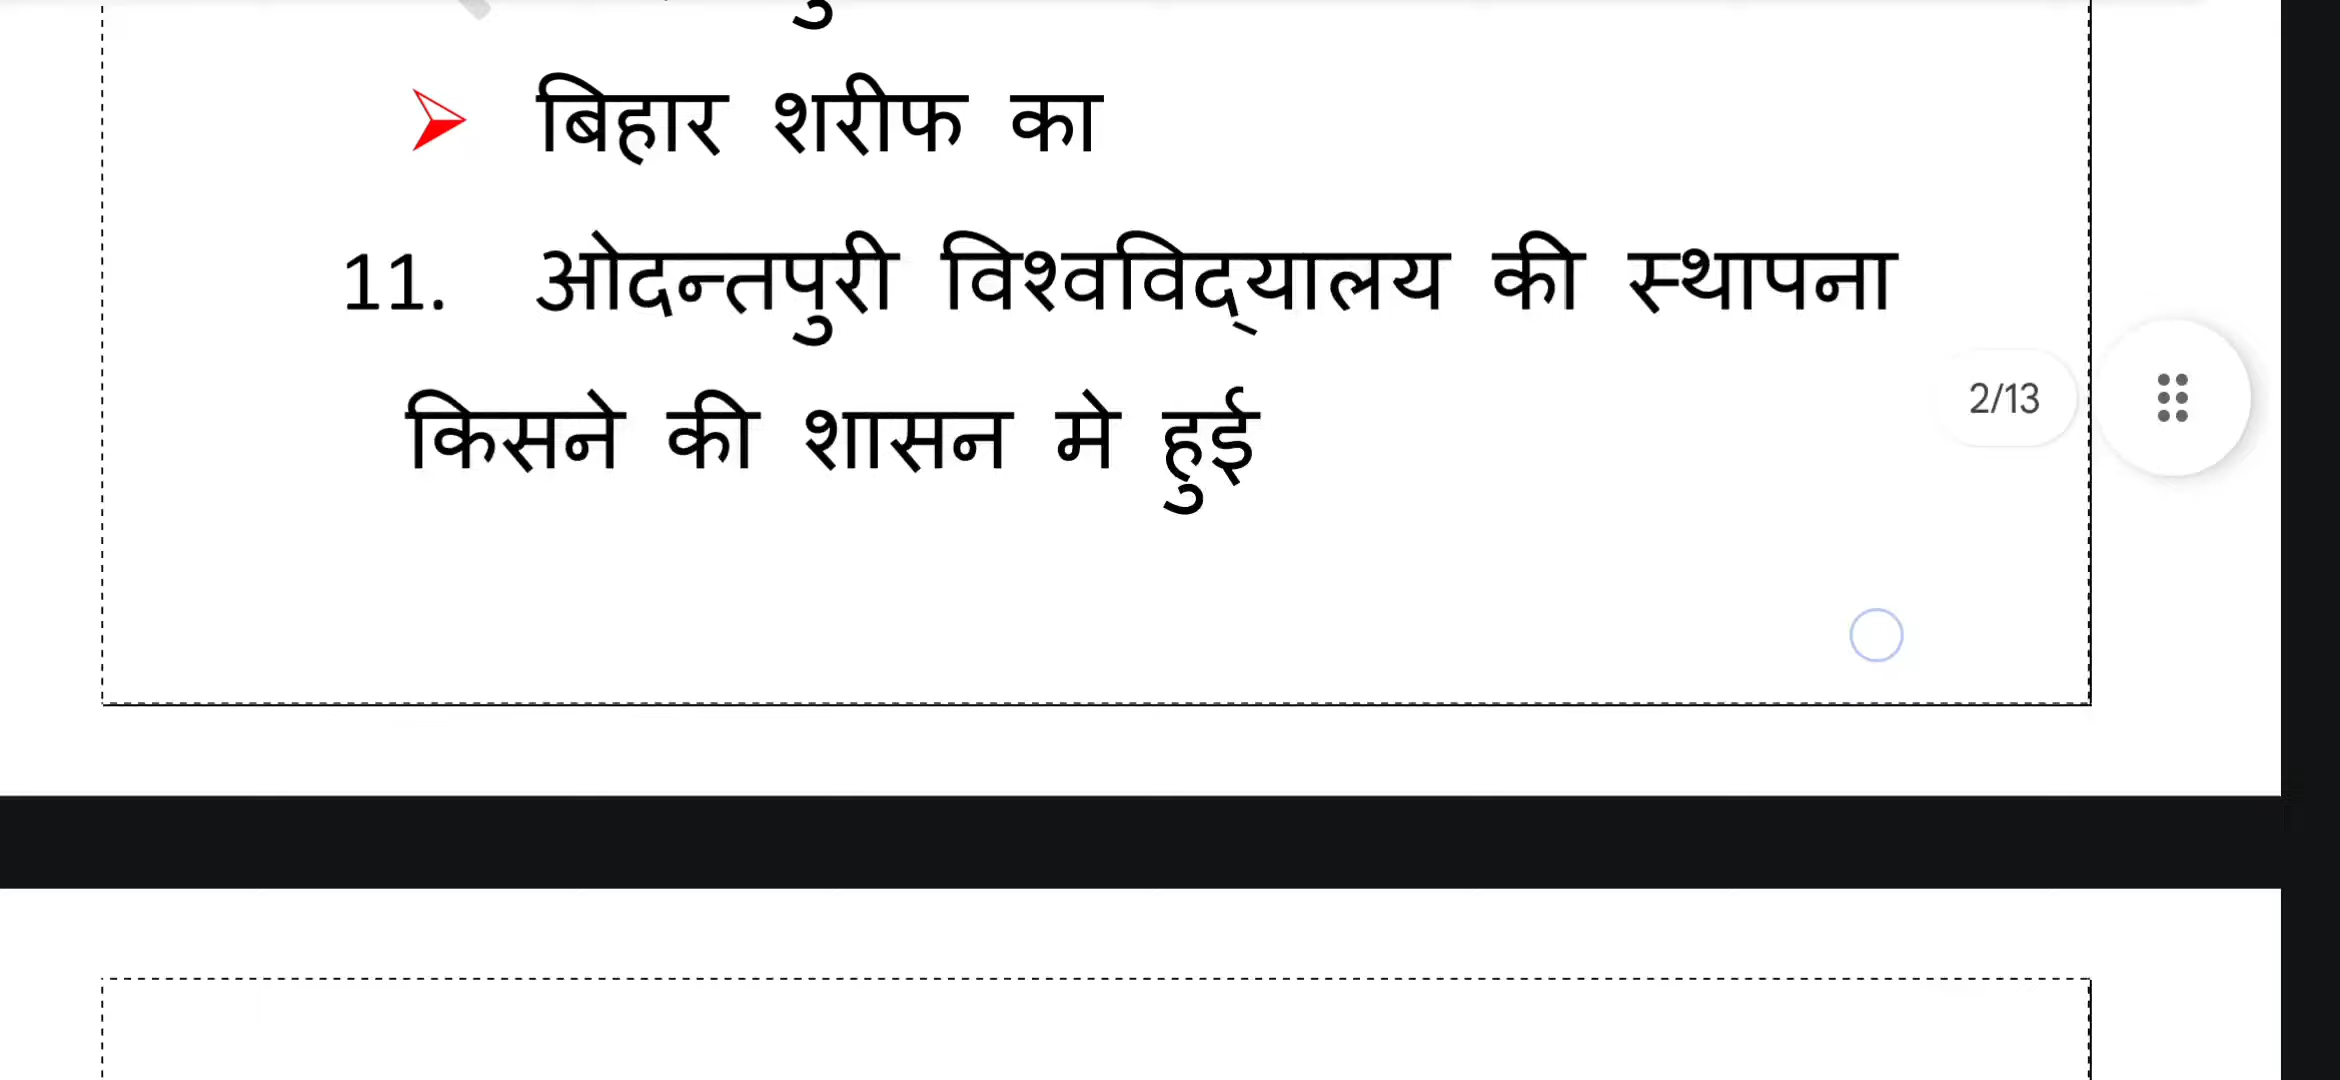 बिहार शरीफ का
11. ओदन्तपुरी विश्वविद्यालय की स्थापना
किसने की शासन मे हुई
2/13